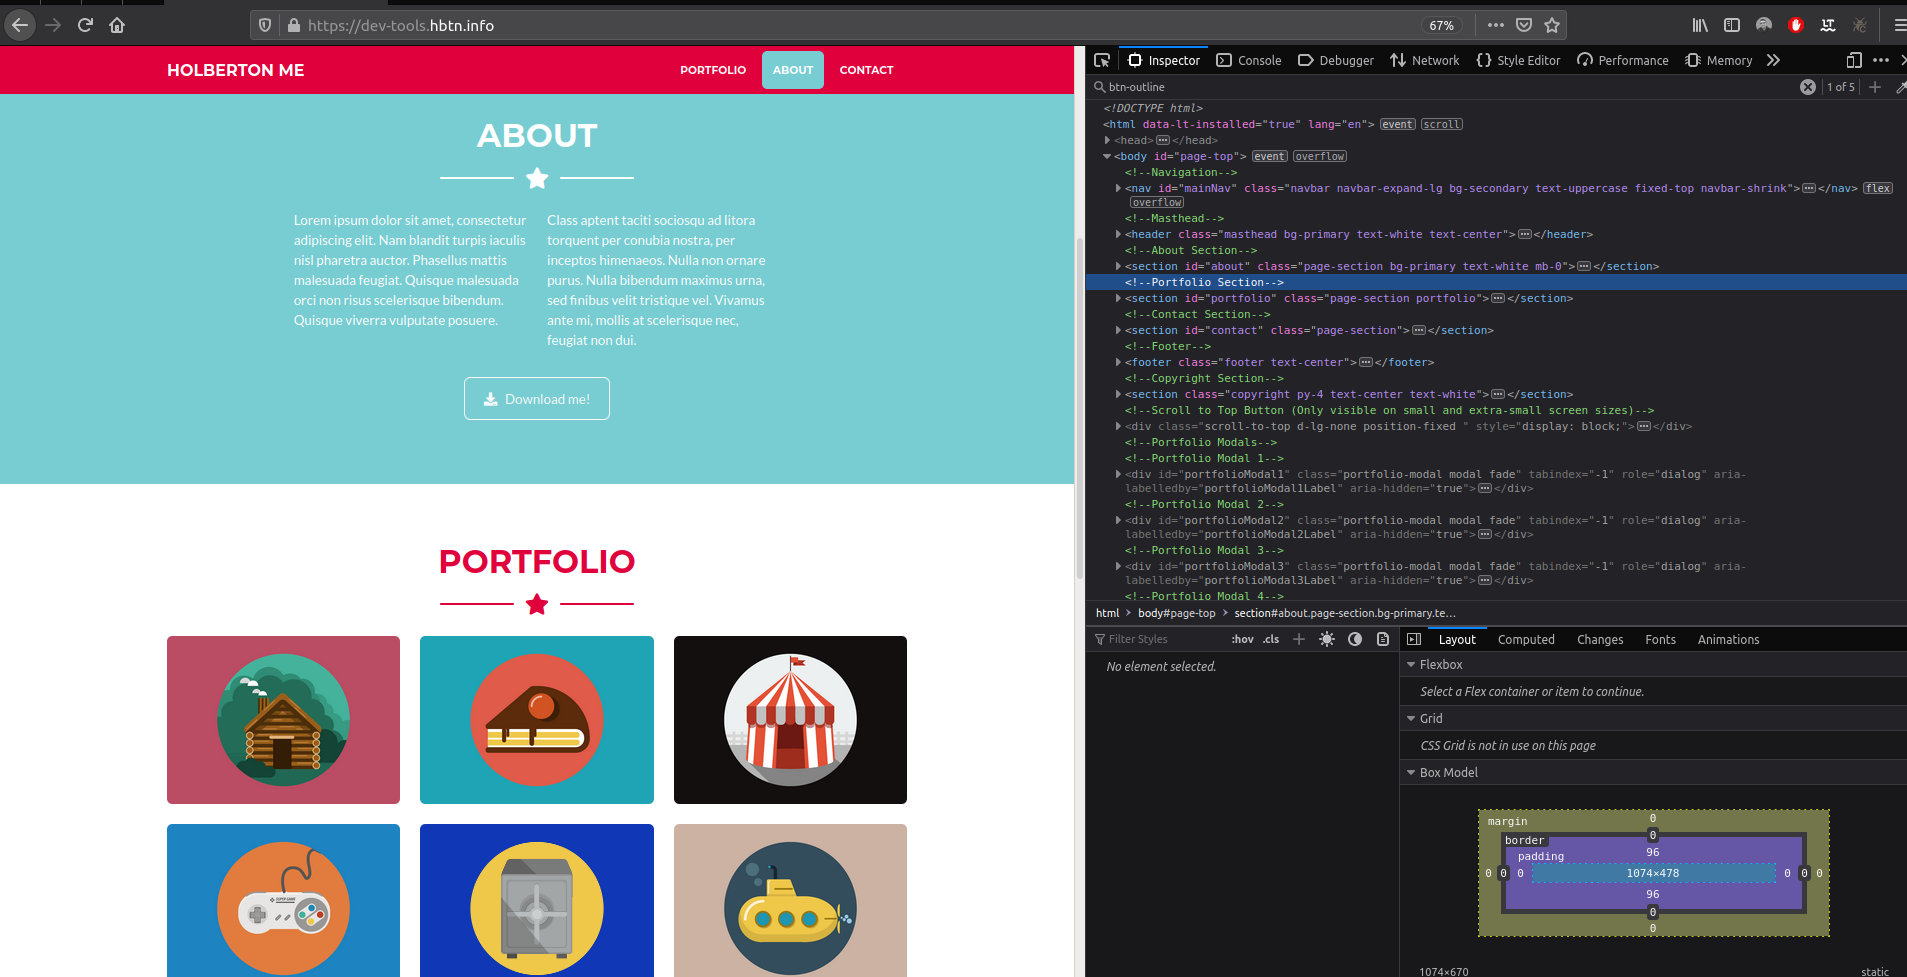 https://dev-tools.hbtn.info
67%
HOLBERTON ME
PORTFOLIO
ABOUT
CONTACT
ABOUT
Lorem ipsum dolor sit amet, consectetur
adipiscing elit. Nam blandit turpis iaculis
nisl pharetra auctor. Phasellus mattis
malesuada feugiat. Quisque malesuada
orci non risus scelerisque bibendum.
Quisque viverra vulputate posuere.
Class aptent taciti sociosqu ad litora
torquent per conubia nostra, per
inceptos himenaeos. Nulla non ornare
purus. Nulla bibendum maximus urna,
sed finibus velit tristique vel. Vivamus
ante mi, mollis at scelerisque nec,
feugiat non dui.
Download me!
PORTFOLIO
SUPER GAME
Inspector
Console
Debugger
Network
Style Editor
Performance
Memory
btn-outline
1 of 5
<!DOCTYPE html>
<html data-lt-installed="true" lang="en"> event scroll
<head></head>
<body id="page-top"> event overflow
<!--Navigation-->
<nav id="mainNav" class="navbar navbar-expand-lg bg-secondary text-uppercase fixed-top navbar-shrink"></nav> flex
overflow
<!--Masthead-->
<header class="masthead bg-primary text-white text-center"></header>
<!--About Section-->
<section id="about" class="page-section bg-primary text-white mb-0"></section>
<!--Portfolio Section-->
<section id="portfolio" class="page-section portfolio"></section>
<!--Contact Section-->
<section id="contact" class="page-section"></section>
<!--Footer-->
<footer class="footer text-center"></footer>
<!--Copyright Section-->
<section class="copyright py-4 text-center text-white"></section>
<!--Scroll to Top Button (Only visible on small and extra-small screen sizes)-->
<div class="scroll-to-top d-lg-none position-fixed " style="display: block;"></div>
<!--Portfolio Modals-->
<!--Portfolio Modal 1-->
<div id="portfolioModal1" class="portfolio-modal modal fade" tabindex="-1" role="dialog" aria-
labelledby="portfolioModal1Label" aria-hidden="true"></div>
<!--Portfolio Modal 2-->
<div id="portfolioModal2" class="portfolio-modal modal fade" tabindex="-1" role="dialog" aria-
labelledby="portfolioModal2Label" aria-hidden="true"></div>
<!--Portfolio Modal 3-->
<div id="portfolioModal3" class="portfolio-modal modal fade" tabindex="-1" role="dialog" aria-
labelledby="portfolioModal3Label" aria-hidden="true"></div>
<!--Portfolio Modal 4-->
html > body#page-top > section#about.page-section.bg-primary.te...
Filter Styles
:hov .cls
No element selected.
Layout
Computed
Changes
Fonts
Animations
Flexbox
Select a Flex container or item to continue.
Grid
CSS Grid is not in use on this page
Box Model
margin
0
border
0
padding
96
0 0 0 1074×478 0 0 0
96
0
0
1074×670
static